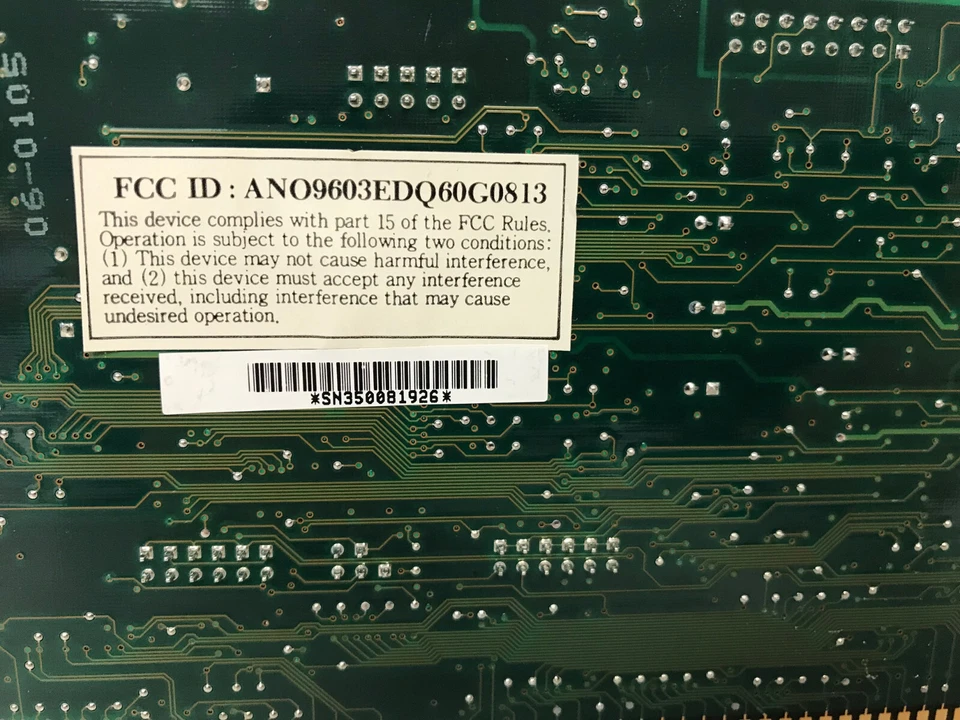 06-0105
FCC ID : ANO9603EDQ60G0813
This device complies with part 15 of the FCC Rules.
Operation is subject to the following two conditions:
(1) This device may not cause harmful interference,
and (2) this device must accept any interference
received, including interference that may cause
undesired operation.
*SN350081926*